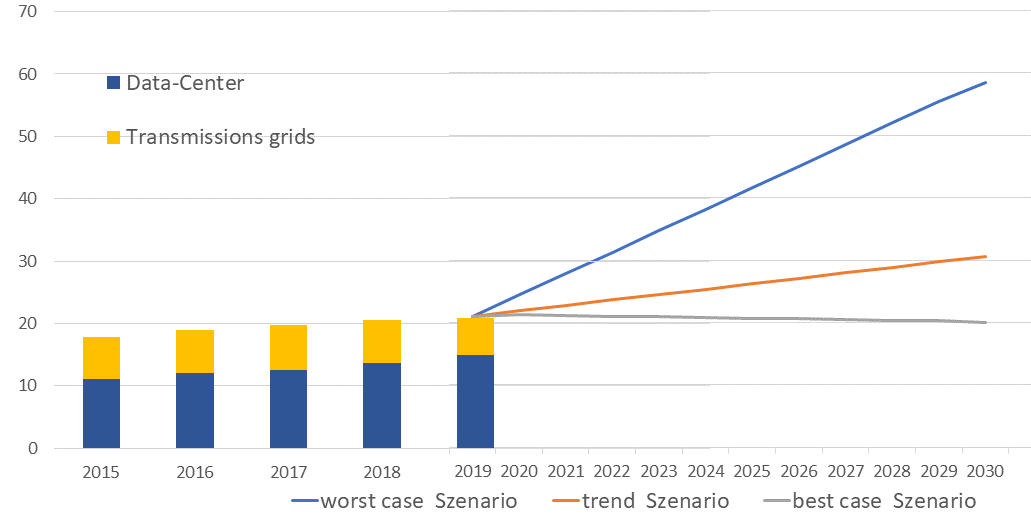 70
60
50
40
30
20
10
0
Data-Center
Transmissions grids
2015 2016 2017 2018 2019 2020 2021 2022 2023 2024 2025 2026 2027 2028 2029 2030
worst case Szenario trend Szenario best case Szenario